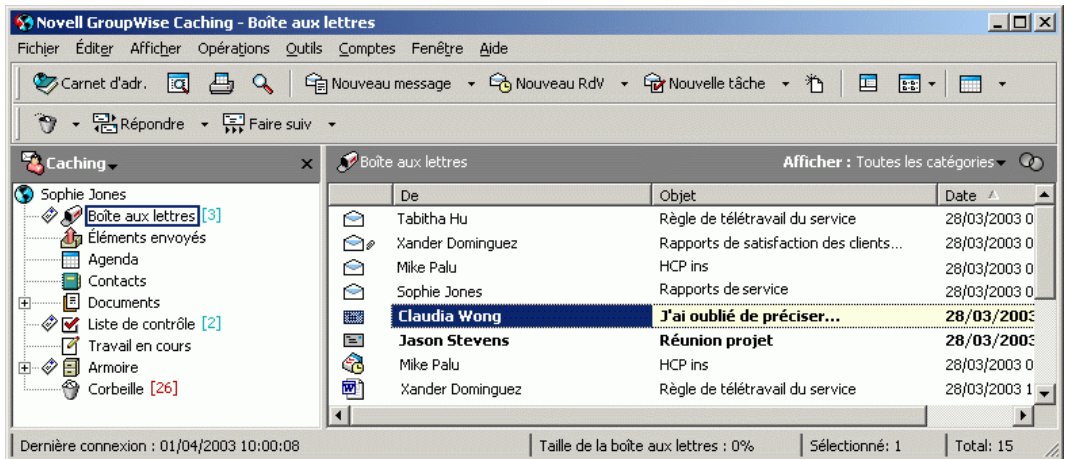 Novell GroupWise Caching - Boîte aux lettres
Fichier Éditer Afficher Opérations Outils Comptes Fenêtre Aide
Carnet d'adr. Nouveau message Nouveau RdV Nouvelle tâche
Répondre Faire suiv
Caching
Boîte aux lettres Afficher : Toutes les catégories
Sophie Jones
Boîte aux lettres [3]
Éléments envoyés
Agenda
Contacts
Documents
Liste de contrôle [2]
Travail en cours
Armoire
Corbeille [26]
De Objet Date
Tabitha Hu Règle de télétravail du service 28/03/2003 0
Xander Dominguez Rapports de satisfaction des clients... 28/03/2003 0
Mike Palu HCP ins 28/03/2003 0
Sophie Jones Rapports de service 28/03/2003 0
Claudia Wong J'ai oublié de préciser... 28/03/2003
Jason Stevens Réunion projet 28/03/2003
Mike Palu HCP ins 28/03/2003 0
Xander Dominguez Règle de télétravail du service 28/03/2003 1
Dernière connexion : 01/04/2003 10:00:08 Taille de la boîte aux lettres : 0% Sélectionné: 1 Total: 15